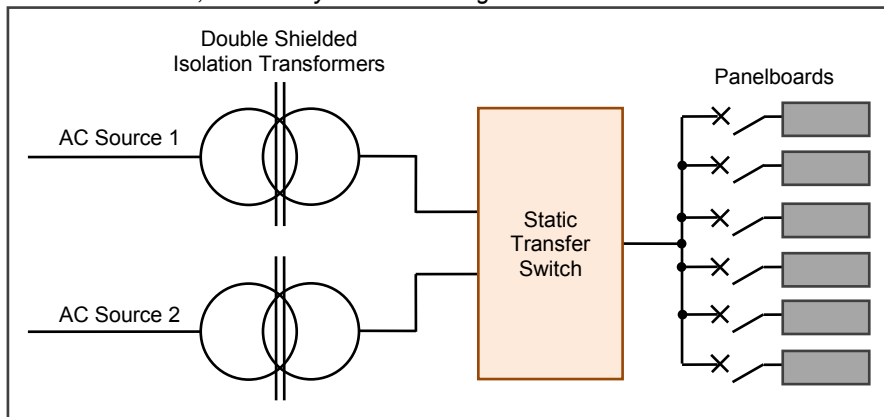 Double Shielded
Isolation Transformers
Panelboards
AC Source 1
Static
Transfer
Switch
AC Source 2